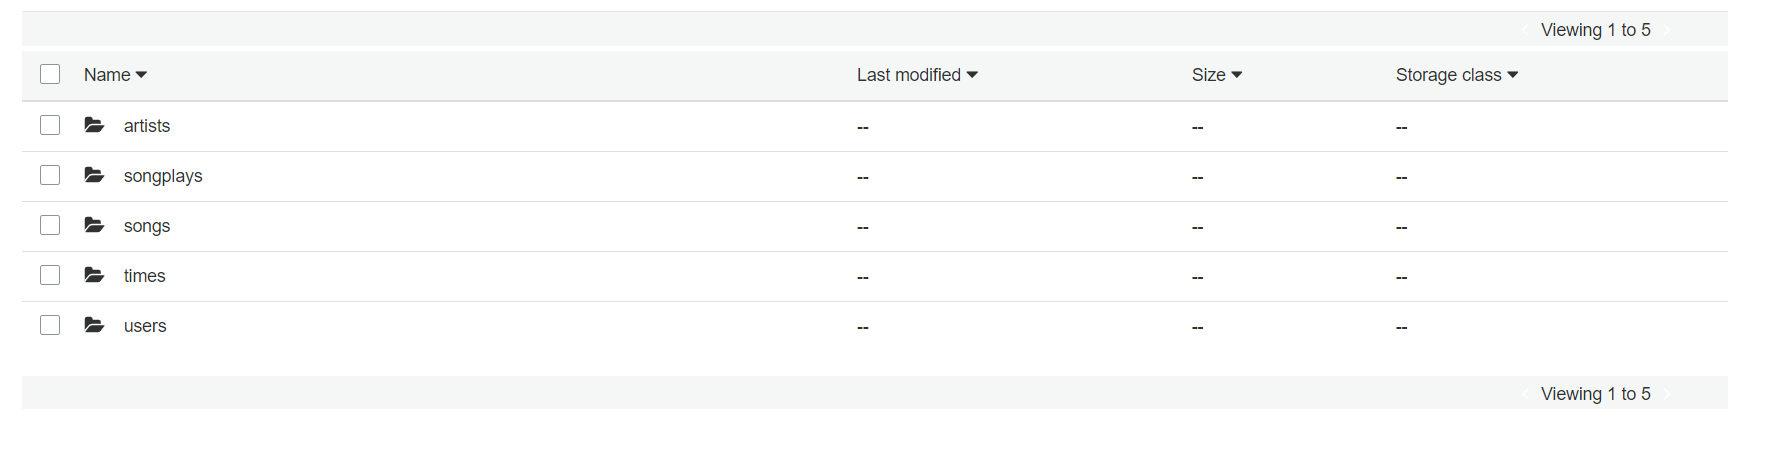 Viewing 1 to 5
Name Last modified Size Storage class
artists -- -- --
songplays -- -- --
songs -- -- --
times -- -- --
users -- -- --
Viewing 1 to 5